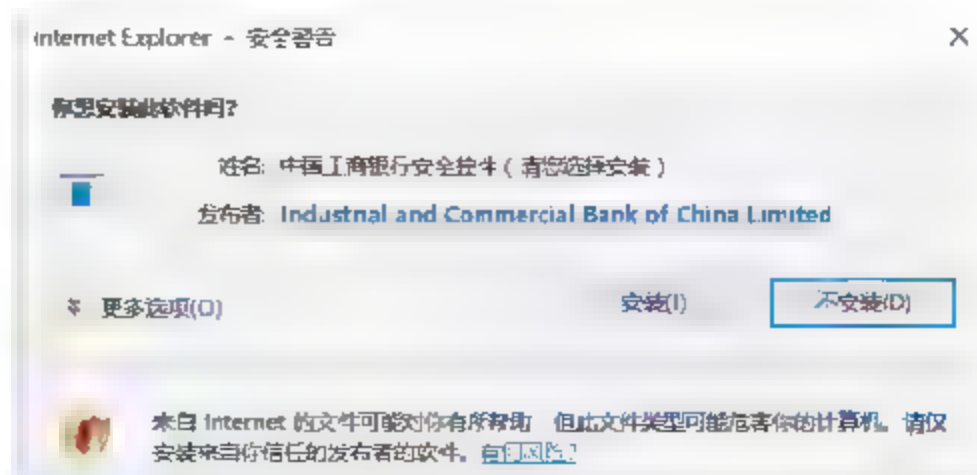 Internet Explorer - 安全警告
你想安装此软件吗?
姓名: 中国工商银行安全控件 ( 请您选择安装 )
发布者: Industrial and Commercial Bank of China Limited
更多选项(O)
安装(I)
不安装(D)
来自 Internet 的文件可能对你有所帮助,但此文件类型可能危害你的计算机。请仅
安装来自你信任的发布者的软件。有何风险?